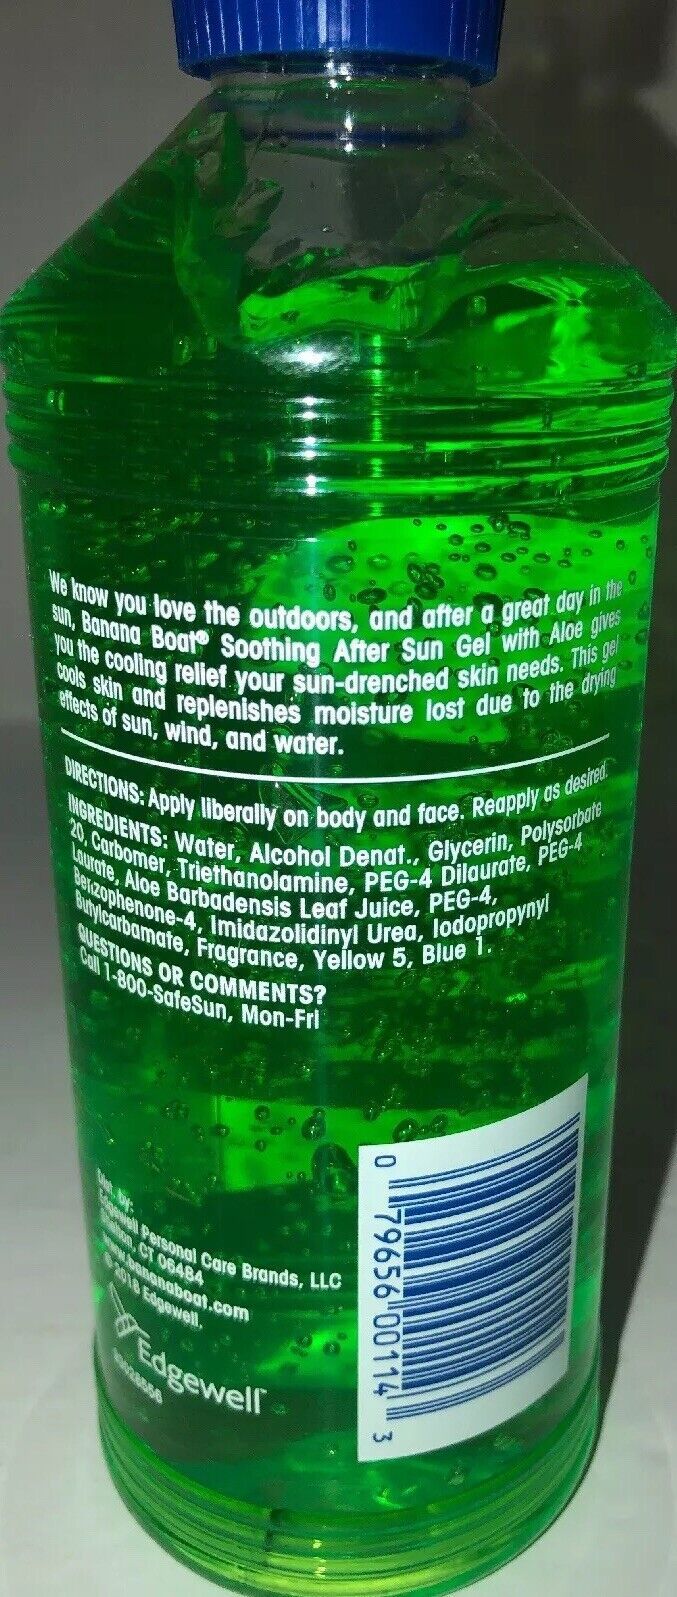 We know you love the outdoors, and after a great day in the
sun, Banana Boat® Soothing After Sun Gel with Aloe gives
you the cooling relief your sun-drenched skin needs. This gel
cools skin and replenishes moisture lost due to the drying
effects of sun, wind, and water.
DIRECTIONS: Apply liberally on body and face. Reapply as desired.
INGREDIENTS: Water, Alcohol Denat., Glycerin, Polysorbate
20, Carbomer, Triethanolamine, PEG-4 Dilaurate, PEG-4
Laurate, Aloe Barbadensis Leaf Juice, PEG-4,
Benzophenone-4, Imidazolidinyl Urea, Iodopropynyl
Butylcarbamate, Fragrance, Yellow 5, Blue 1.
QUESTIONS OR COMMENTS?
Call 1-800-SafeSun, Mon-Fri
Dist. by:
Edgewell Personal Care Brands, LLC
Shelton, CT 06484
www.bananaboat.com
© 2018 Edgewell.
Edgewell™
0 79656 00114 3